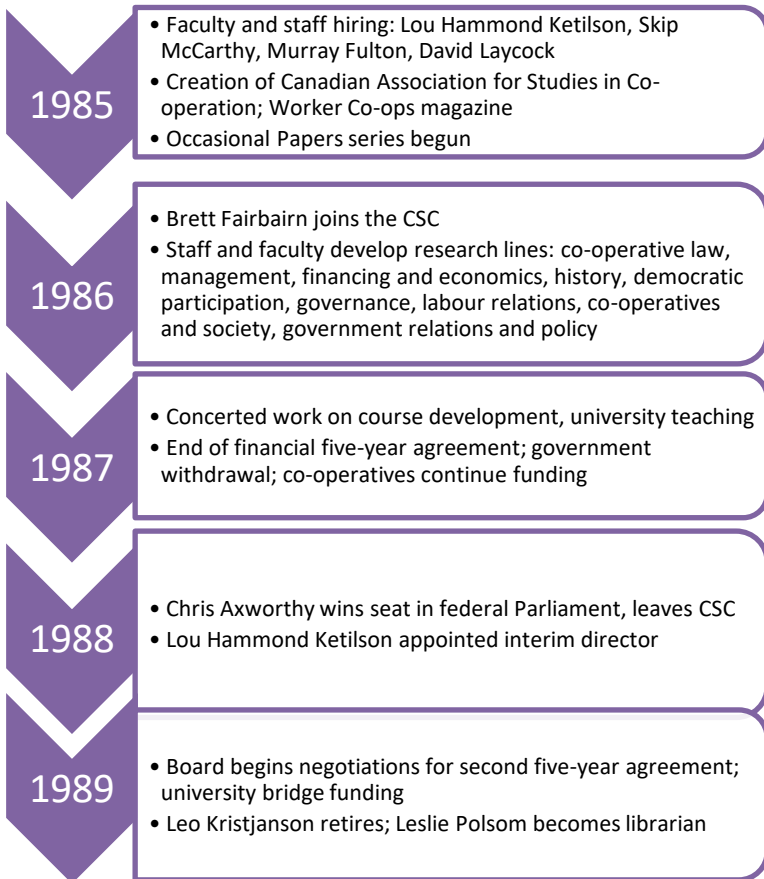 1985
• Faculty and staff hiring: Lou Hammond Ketilson, Skip
McCarthy, Murray Fulton, David Laycock
• Creation of Canadian Association for Studies in Co-
operation; Worker Co-ops magazine
• Occasional Papers series begun
1986
• Brett Fairbairn joins the CSC
• Staff and faculty develop research lines: co-operative law,
management, financing and economics, history, democratic
participation, governance, labour relations, co-operatives
and society, government relations and policy
1987
• Concerted work on course development, university teaching
• End of financial five-year agreement; government
withdrawal; co-operatives continue funding
1988
• Chris Axworthy wins seat in federal Parliament, leaves CSC
• Lou Hammond Ketilson appointed interim director
1989
• Board begins negotiations for second five-year agreement;
university bridge funding
• Leo Kristjanson retires; Leslie Polsom becomes librarian